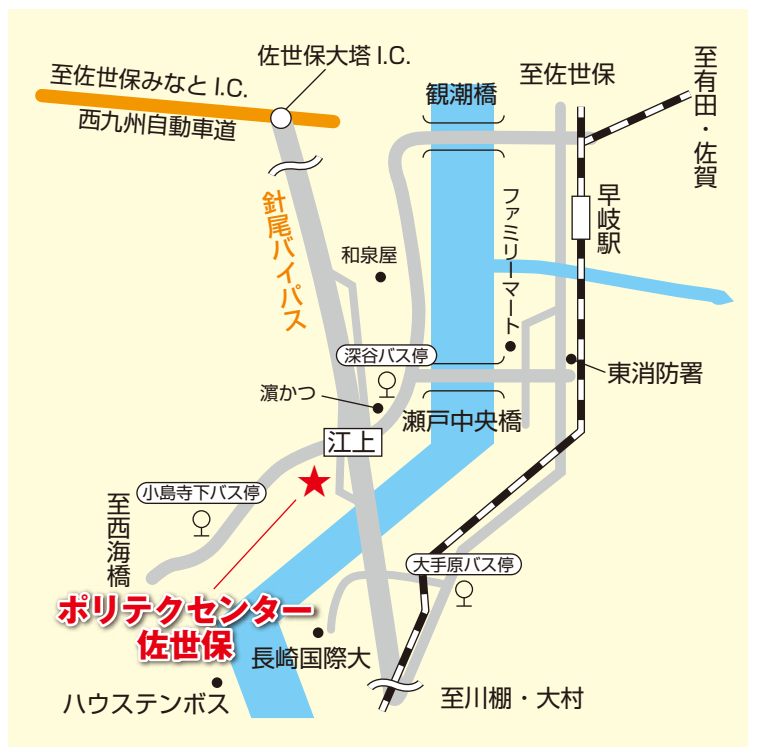 佐世保大塔 I.C.
至佐世保みなと I.C.
西九州自動車道
観潮橋
至佐世保
至有田・佐賀
針尾バイパス
ファミリーマート
早岐駅
和泉屋
深谷バス停
東消防署
濵かつ
瀬戸中央橋
江上
小島寺下バス停
至西海橋
大手原バス停
ポリテクセンター
佐世保
長崎国際大
ハウステンボス
至川棚・大村